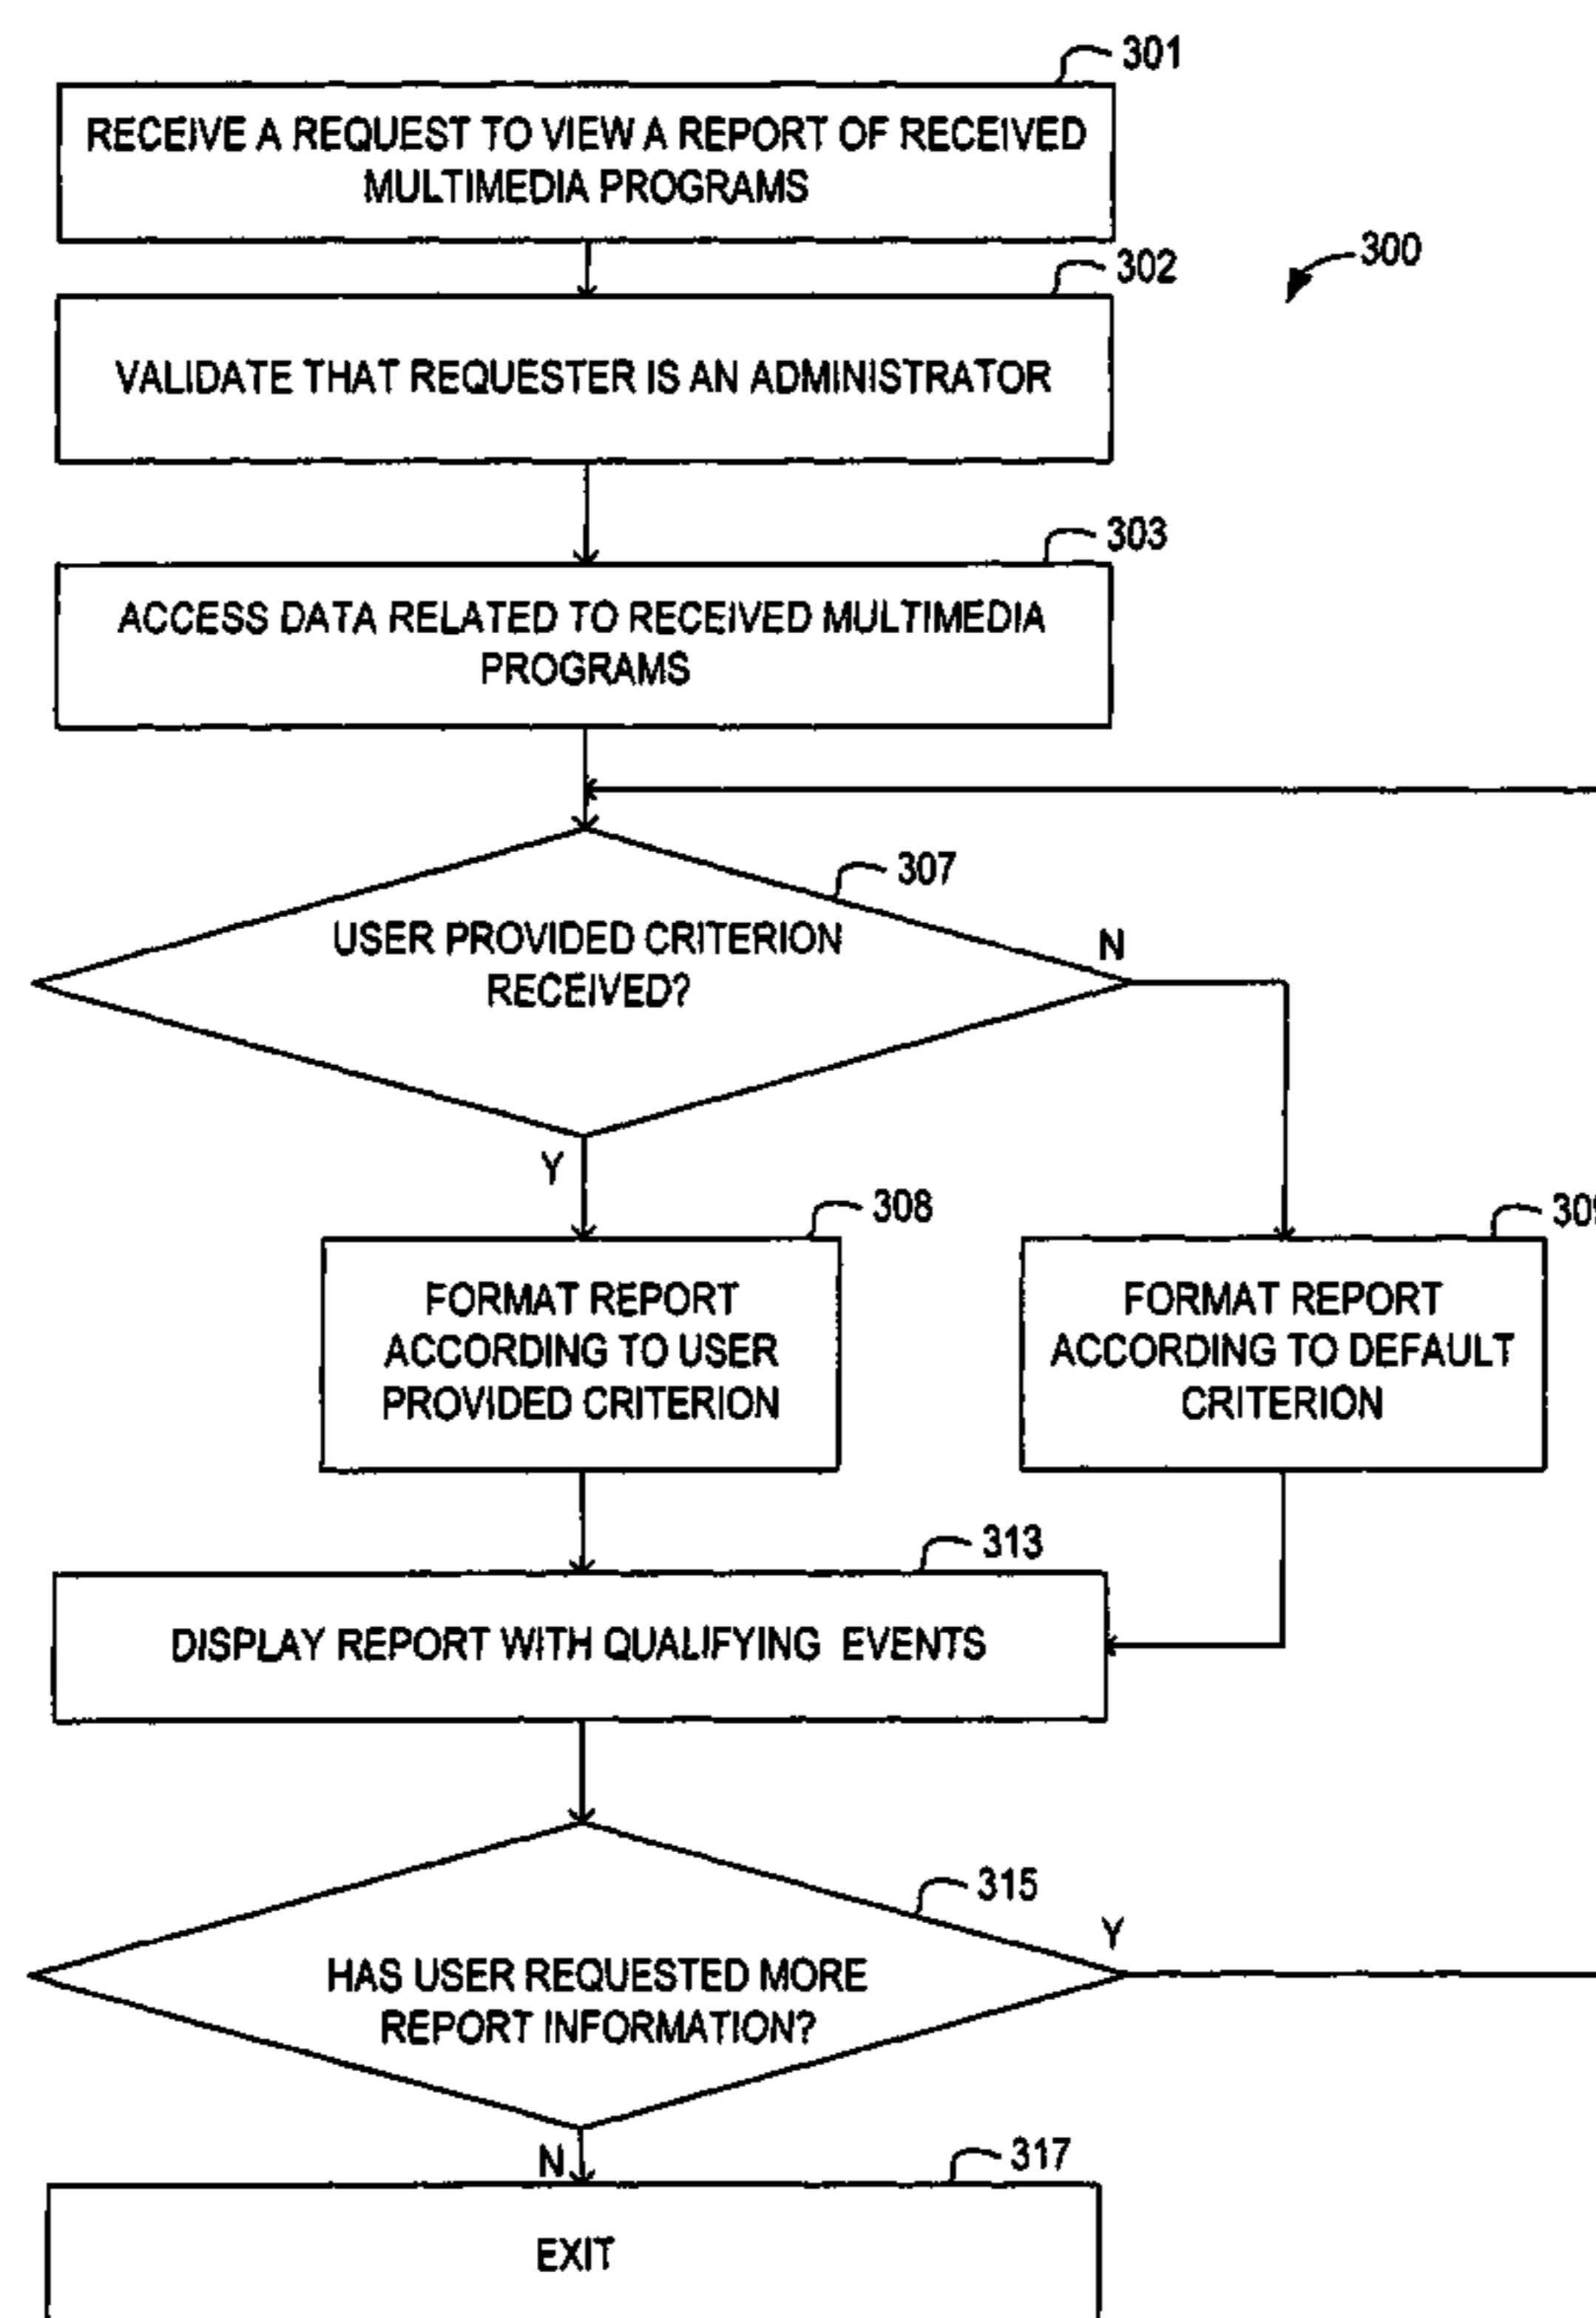 301
RECEIVE A REQUEST TO VIEW A REPORT OF RECEIVED
MULTIMEDIA PROGRAMS
300
302
VALIDATE THAT REQUESTER IS AN ADMINISTRATOR
303
ACCESS DATA RELATED TO RECEIVED MULTIMEDIA
PROGRAMS
307
USER PROVIDED CRITERION
RECEIVED?
N
Y
308
309
FORMAT REPORT
ACCORDING TO USER
PROVIDED CRITERION
FORMAT REPORT
ACCORDING TO DEFAULT
CRITERION
313
DISPLAY REPORT WITH QUALIFYING EVENTS
315
Y
HAS USER REQUESTED MORE
REPORT INFORMATION?
N
317
EXIT